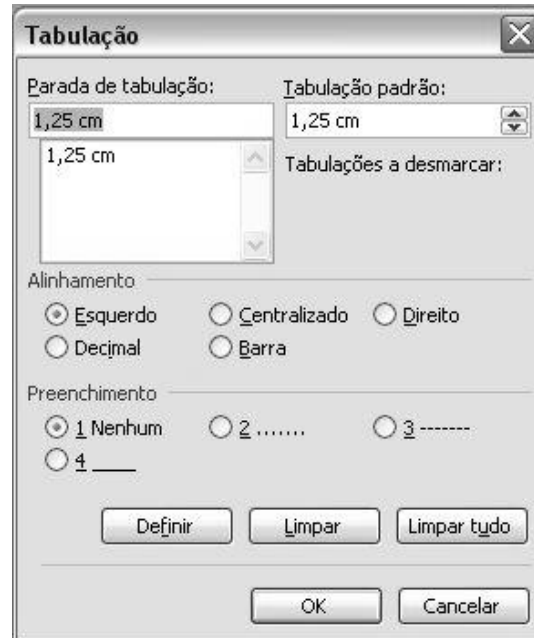 Tabulação
Parada de tabulação: Tabulação padrão:
1,25 cm 1,25 cm
1,25 cm Tabulações a desmarcar:
Alinhamento
Esquerdo Centralizado Direito
Decimal Barra
Preenchimento
1 Nenhum 2 ....... 3 -------
4 ____
Definir Limpar Limpar tudo
OK Cancelar